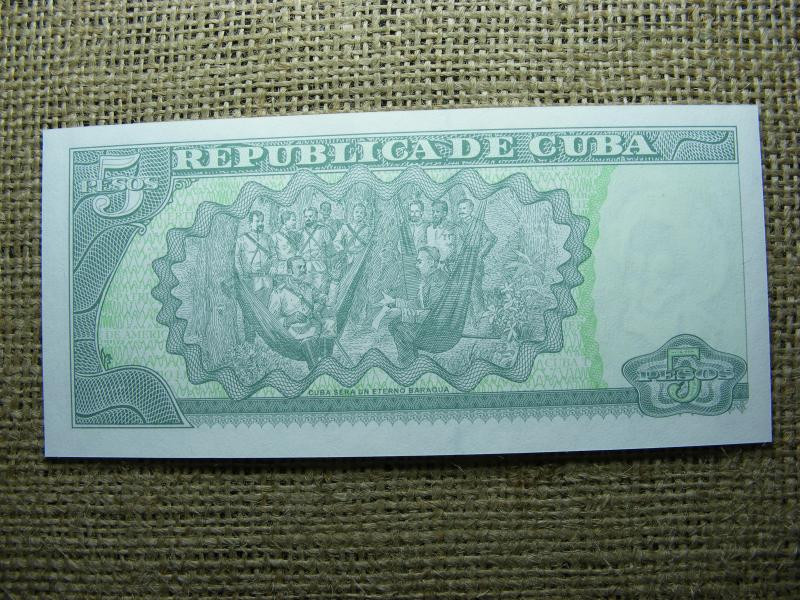 REPUBLICA DE CUBA
5
PESOS
CUBA SERA UN ETERNO BARAGUA
5
PESOS